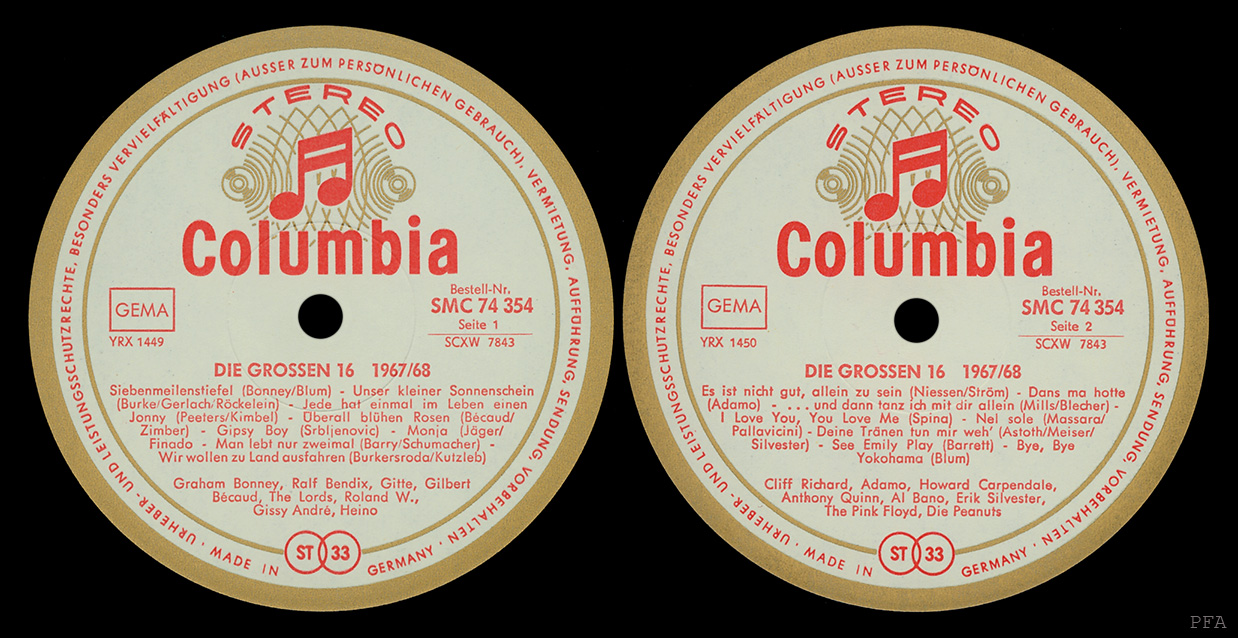 URHEBER- UND LEISTUNGSSCHUTZRECHTE, BESONDERS VERVIELFÄLTIGUNG (AUSSER ZUM PERSÖNLICHEN GEBRAUCH), VERMIETUNG, AUFFÜHRUNG, SENDUNG, VORBEHALTEN · MADE IN GERMANY ·
STEREO
Columbia
GEMA
YRX 1449
Bestell-Nr.
SMC 74 354
Seite 1
SCXW 7843
DIE GROSSEN 16 1967/68
Siebenmeilenstiefel (Bonney/Blum) - Unser kleiner Sonnenschein
(Burke/Gerlach/Röckelein) - Jede hat einmal im Leben einen
Jonny (Peeters/Kimbel) - Überall blühen Rosen (Bécaud/
Zimber) - Gipsy Boy (Srbljenovic) - Monja (Jäger/
Finado - Man lebt nur zweimal (Barry/Schumacher) -
Wir wollen zu Land ausfahren (Burkersroda/Kutzleb)
Graham Bonney, Ralf Bendix, Gitte, Gilbert
Bécaud, The Lords, Roland W.,
Gissy André, Heino
ST 33
URHEBER- UND LEISTUNGSSCHUTZRECHTE, BESONDERS VERVIELFÄLTIGUNG (AUSSER ZUM PERSÖNLICHEN GEBRAUCH), VERMIETUNG, AUFFÜHRUNG, SENDUNG, VORBEHALTEN · MADE IN GERMANY ·
STEREO
Columbia
GEMA
YRX 1450
Bestell-Nr.
SMC 74 354
Seite 2
SCXW 7843
DIE GROSSEN 16 1967/68
Es ist nicht gut, allein zu sein (Niessen/Ström) - Dans ma hotte
(Adamo) - . . . und dann tanz ich mit dir allein (Mills/Blecher) -
I Love You, You Love Me (Spina) - Nel sole (Massara/
Pallavicini) - Deine Tränen tun mir weh' (Astoth/Meiser/
Silvester) - See Emily Play (Barrett) - Bye, Bye
Yokohama (Blum)
Cliff Richard, Adamo, Howard Carpendale,
Anthony Quinn, Al Bano, Erik Silvester,
The Pink Floyd, Die Peanuts
ST 33
PFA